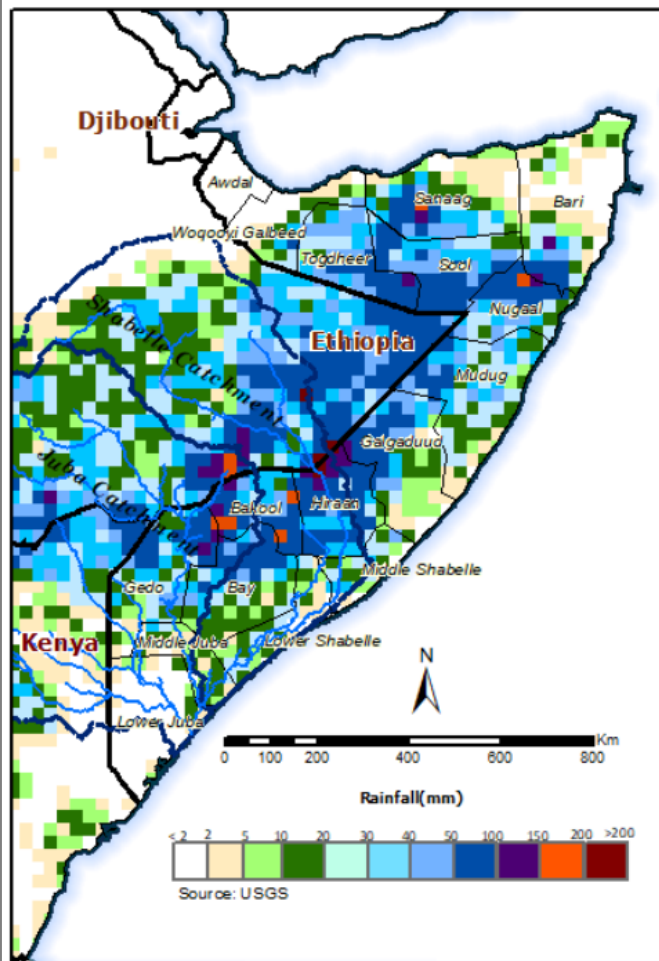 Djibouti
Awdal
Sanaag
Bari
Woqooyi Galbeed
Togdheer
Sool
Nugaal
Shabelle Catchment
Ethiopia
Mudug
Galgaduud
Juba Catchment
Bakool
Hiraan
Middle Shabelle
Gedo
Bay
Kenya
Middle Juba
Lower Shabelle
N
Lower Juba
Km
0 100 200 400 600 800
Rainfall(mm)
< 2 2 5 10 20 30 40 50 100 150 200 >200
Source: USGS